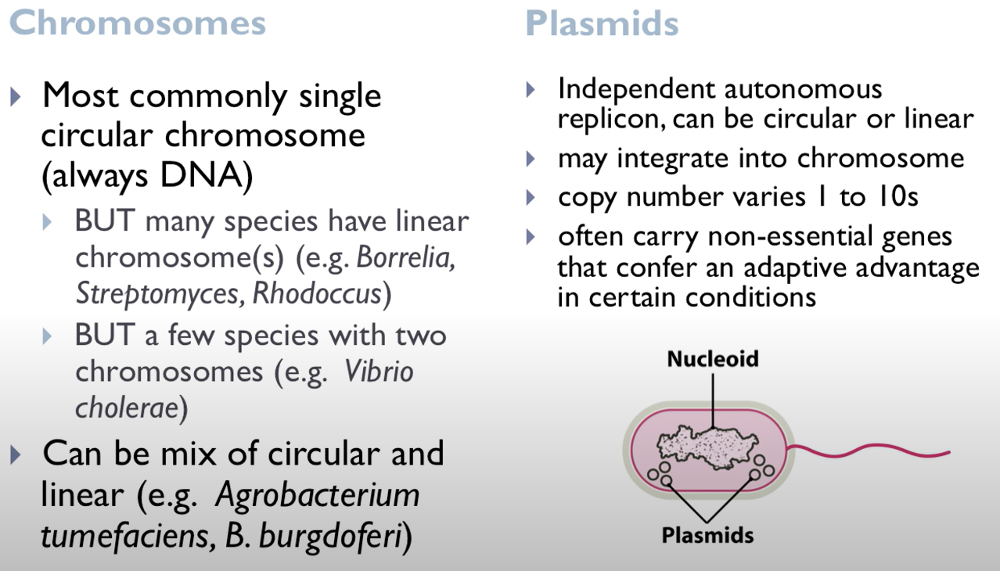 Chromosomes
Most commonly single
circular chromosome
(always DNA)
BUT many species have linear
chromosome(s) (e.g. Borrelia,
Streptomyces, Rhodoccus)
BUT a few species with two
chromosomes (e.g. Vibrio
cholerae)
Can be mix of circular and
linear (e.g. Agrobacterium
tumefaciens, B. burgdoferi)
Plasmids
Independent autonomous
replicon, can be circular or linear
may integrate into chromosome
copy number varies 1 to 10s
often carry non-essential genes
that confer an adaptive advantage
in certain conditions
Nucleoid
Plasmids